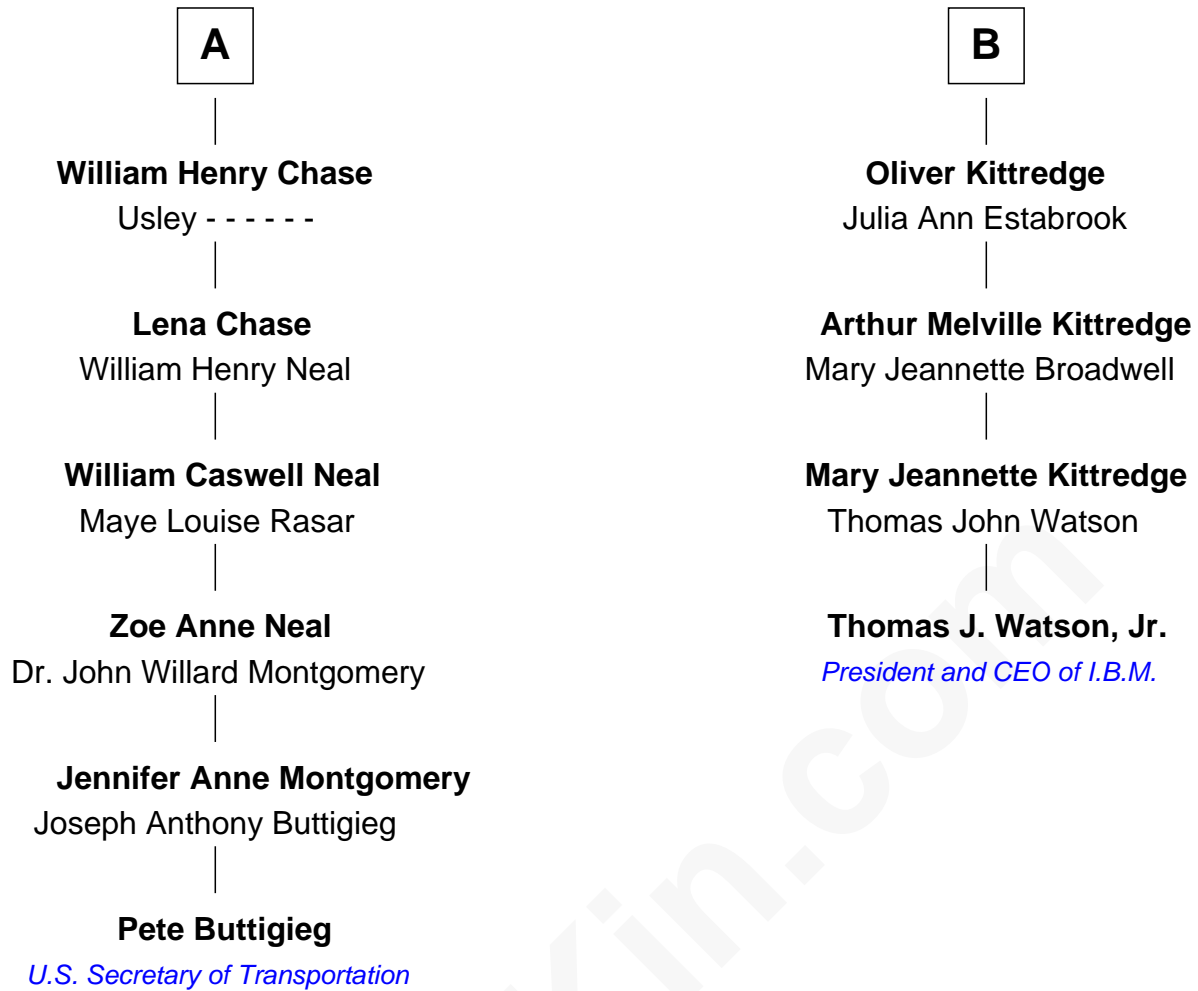 A
William Henry Chase
Usley - - - - - -
Lena Chase
William Henry Neal
William Caswell Neal
Maye Louise Rasar
Zoe Anne Neal
Dr. John Willard Montgomery
Jennifer Anne Montgomery
Joseph Anthony Buttigieg
Pete Buttigieg
U.S. Secretary of Transportation
B
Oliver Kittredge
Julia Ann Estabrook
Arthur Melville Kittredge
Mary Jeannette Broadwell
Mary Jeannette Kittredge
Thomas John Watson
Thomas J. Watson, Jr.
President and CEO of I.B.M.
Kin.com